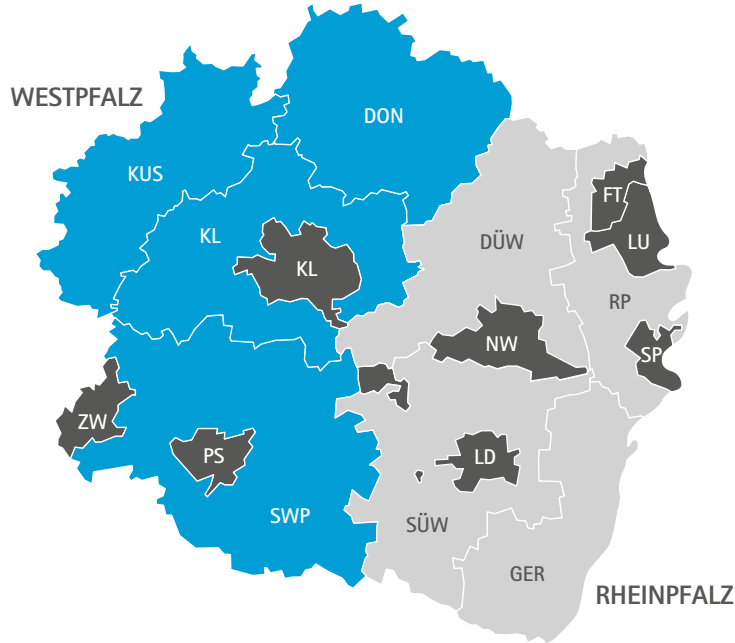 WESTPFALZ
DON
KUS
FT
KL
LU
DÜW
KL
RP
NW
SP
ZW
PS
LD
SWP
SÜW
GER
RHEINPFALZ